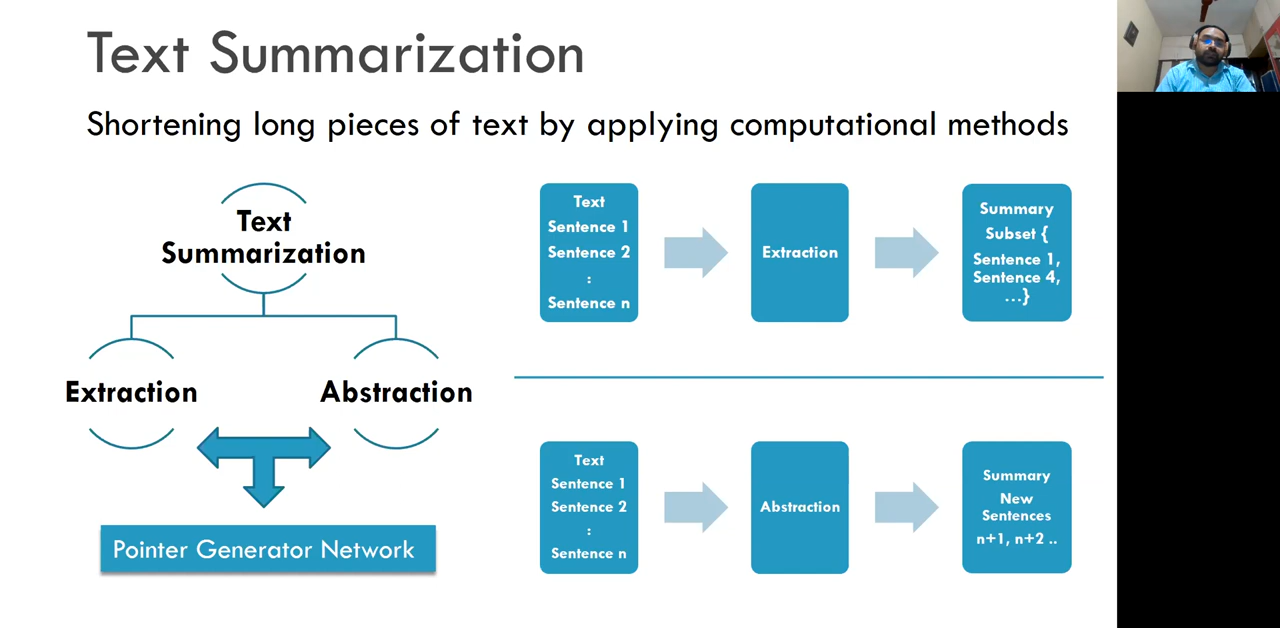 Text Summarization
Shortening long pieces of text by applying computational methods
Text
Summarization
Extraction
Abstraction
Pointer Generator Network
Text
Sentence 1
Sentence 2
:
Sentence n
Extraction
Summary
Subset {
Sentence 1,
Sentence 4,
...}
Text
Sentence 1
Sentence 2
:
Sentence n
Abstraction
Summary
New
Sentences
n+1, n+2 ..